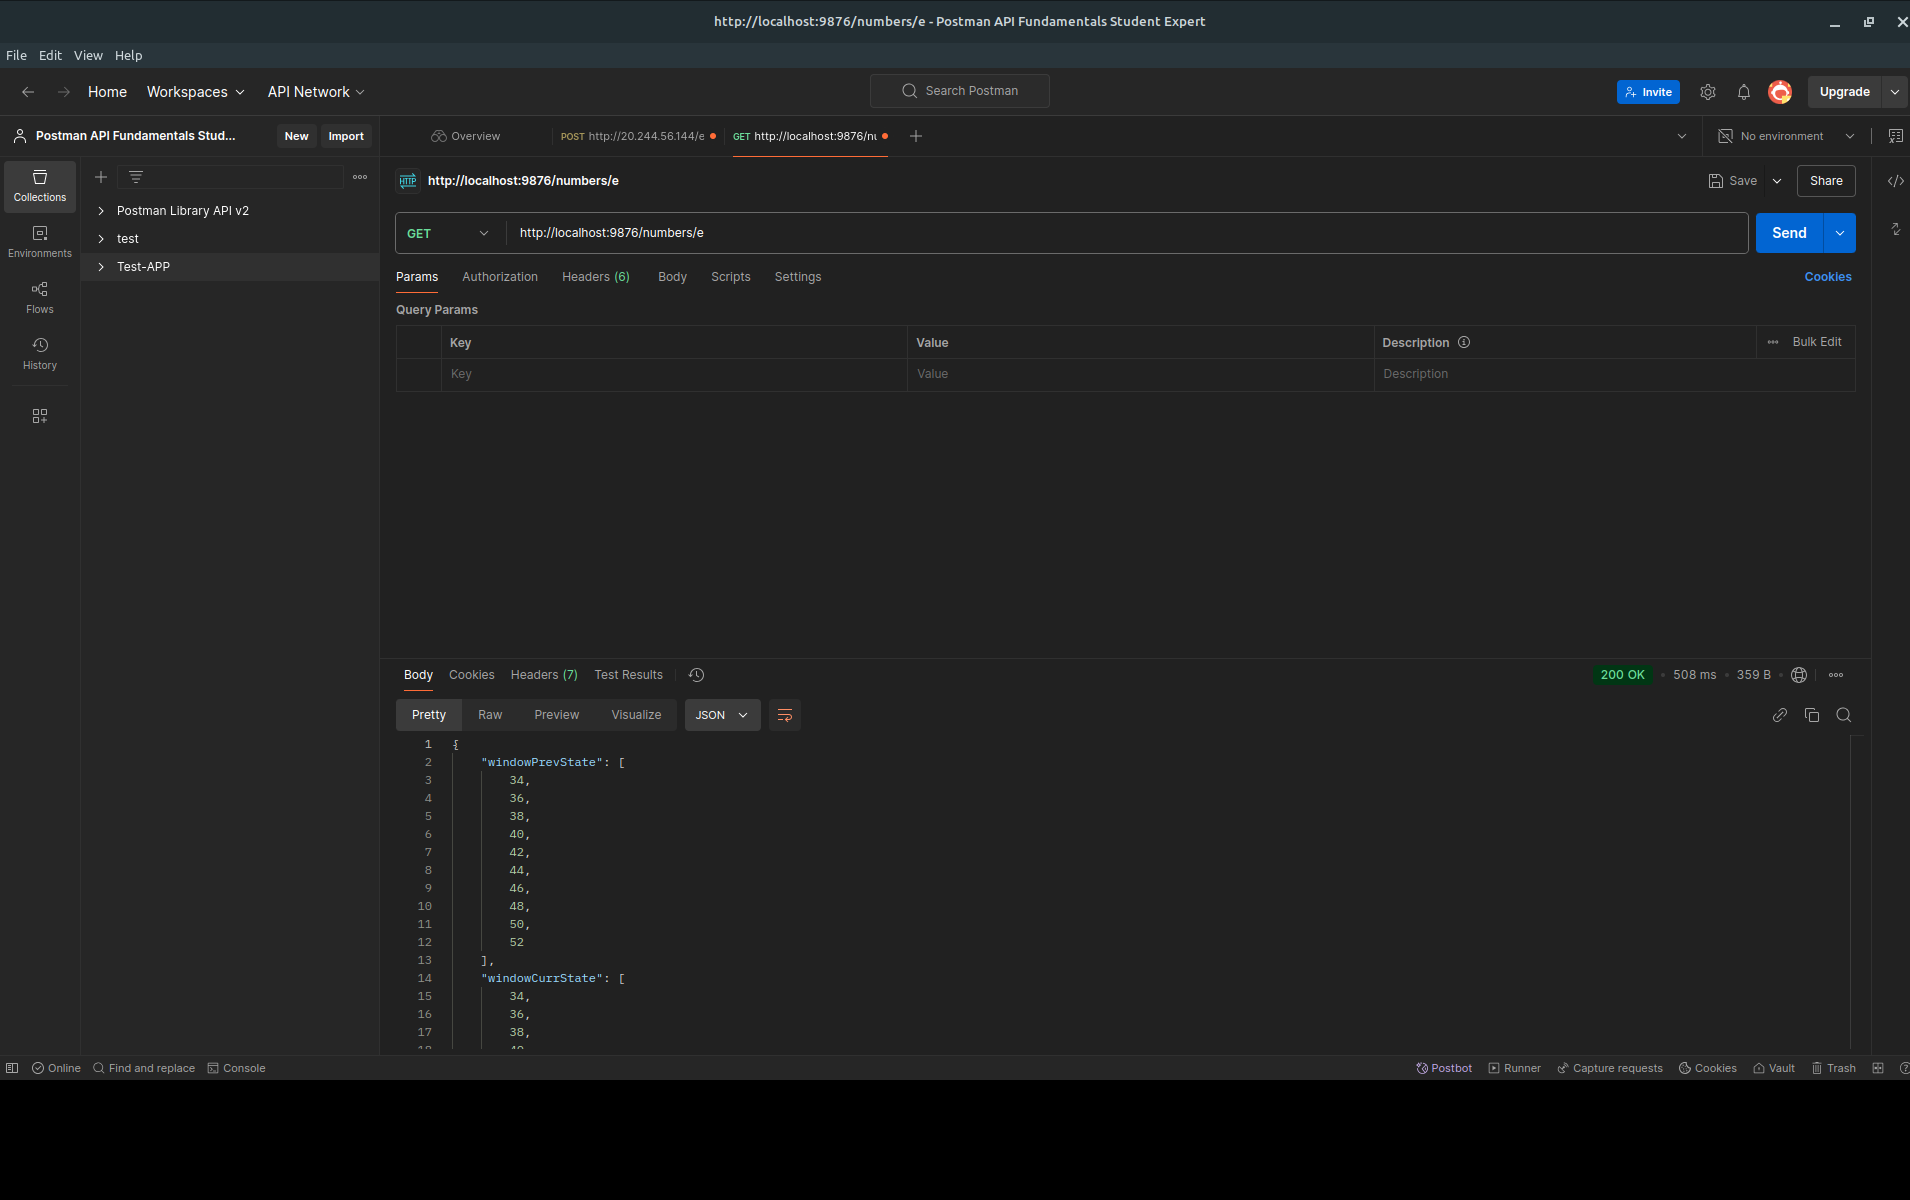 http://localhost:9876/numbers/e - Postman API Fundamentals Student Expert
File Edit View Help
Home Workspaces API Network Search Postman Invite Upgrade
Postman API Fundamentals Stud... New Import Overview POST http://20.244.56.144/e GET http://localhost:9876/nu No environment
Collections
Environments
Flows
History
Postman Library API v2
test
Test-APP
HTTP http://localhost:9876/numbers/e Save Share
GET http://localhost:9876/numbers/e Send
Params Authorization Headers (6) Body Scripts Settings Cookies
Query Params
Key Value Description Bulk Edit
Key Value Description
Body Cookies Headers (7) Test Results 200 OK • 508 ms • 359 B •
Pretty Raw Preview Visualize JSON
1 {
2 "windowPrevState": [
3 34,
4 36,
5 38,
6 40,
7 42,
8 44,
9 46,
10 48,
11 50,
12 52
13 ],
14 "windowCurrState": [
15 34,
16 36,
17 38,
18 40
Online Find and replace Console Postbot Runner Capture requests Cookies Vault Trash